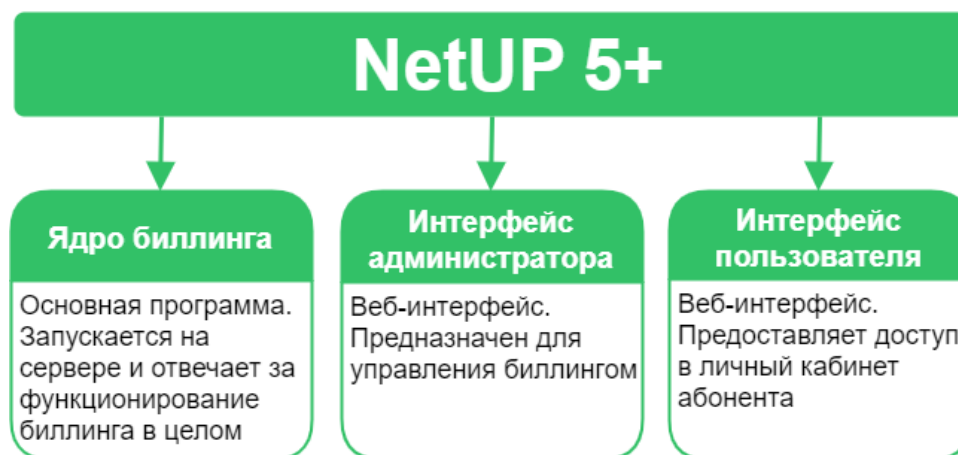 NetUP 5+
Ядро биллинга
Основная программа.
Запускается на
сервере и отвечает за
функционирование
биллинга в целом
Интерфейс
администратора
Веб-интерфейс.
Предназначен для
управления биллингом
Интерфейс
пользователя
Веб-интерфейс.
Предоставляет доступ
в личный кабинет
абонента